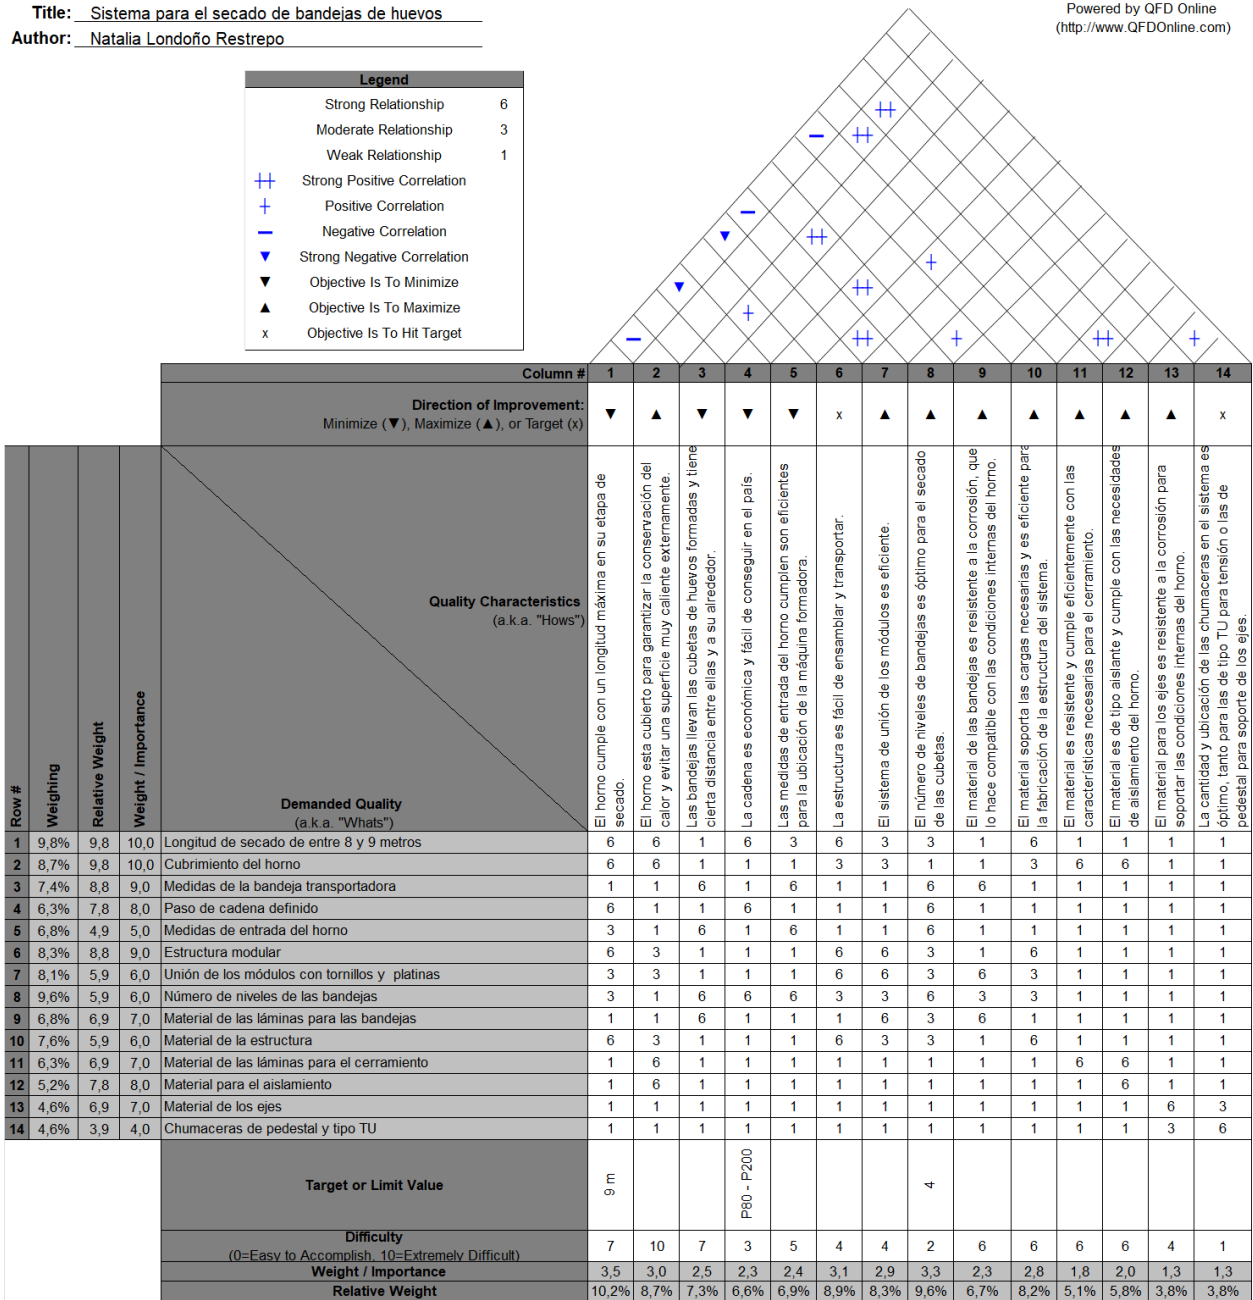 Title: Sistema para el secado de bandejas de huevos
Author: Natalia Londoño Restrepo
Powered by QFD Online
(http://www.QFDOnline.com)
Legend
Strong Relationship 6
Moderate Relationship 3
Weak Relationship 1
Strong Positive Correlation
Positive Correlation
Negative Correlation
▼ Strong Negative Correlation
▼ Objective Is To Minimize
▲ Objective Is To Maximize
x Objective Is To Hit Target
Column # 1 2 3 4 5 6 7 8 9 10 11 12 13 14
Direction of Improvement:
Minimize (▼), Maximize (▲), or Target (x)
▼ ▲ ▼ ▼ ▼ x ▲ ▲ ▲ ▲ ▲ ▲ ▲ x
Row #
Weighing
Relative Weight
Weight / Importance
Quality Characteristics
(a.k.a. "Hows")
Demanded Quality
(a.k.a. "Whats")
El horno cumple con un longitud máxima en su etapa de
secado.
El horno esta cubierto para garantizar la conservación del
calor y evitar una superficie muy caliente externamente.
Las bandejas llevan las cubetas de huevos formadas y tiene
cierta distancia entre ellas y a su alrededor.
La cadena es económica y fácil de conseguir en el país.
Las medidas de entrada del horno cumplen son eficientes
para la ubicación de la máquina formadora.
La estructura es fácil de ensamblar y transportar.
El sistema de unión de los módulos es eficiente.
El número de niveles de bandejas es óptimo para el secado
de las cubetas.
El material de las bandejas es resistente a la corrosión, que
lo hace compatible con las condiciones internas del horno.
El material soporta las cargas necesarias y es eficiente para
la fabricación de la estructura del sistema.
El material es resistente y cumple eficientemente con las
características necesarias para el cerramiento.
El material es de tipo aislante y cumple con las necesidades
de aislamiento del horno.
El material para los ejes es resistente a la corrosión para
soportar las condiciones internas del horno.
La cantidad y ubicación de las chumaceras en el sistema es
óptimo, tanto para las de tipo TU para tensión o las de
pedestal para soporte de los ejes.
1 9,8% 9,8 10,0 Longitud de secado de entre 8 y 9 metros 6 6 1 6 3 6 3 3 1 6 1 1 1 1
2 8,7% 9,8 10,0 Cubrimiento del horno 6 6 1 1 1 3 3 1 1 3 6 6 1 1
3 7,4% 8,8 9,0 Medidas de la bandeja transportadora 1 1 6 1 6 1 1 6 6 1 1 1 1 1
4 6,3% 7,8 8,0 Paso de cadena definido 6 1 1 6 1 1 1 6 1 1 1 1 1 1
5 6,8% 4,9 5,0 Medidas de entrada del horno 3 1 6 1 6 1 1 6 1 1 1 1 1 1
6 8,3% 8,8 9,0 Estructura modular 6 3 1 1 1 6 6 3 1 6 1 1 1 1
7 8,1% 5,9 6,0 Unión de los módulos con tornillos y platinas 3 3 1 1 1 6 6 3 6 3 1 1 1 1
8 9,6% 5,9 6,0 Número de niveles de las bandejas 3 1 6 6 6 3 3 6 3 3 1 1 1 1
9 6,8% 6,9 7,0 Material de las láminas para las bandejas 1 1 6 1 1 1 6 3 6 1 1 1 1 1
10 7,6% 5,9 6,0 Material de la estructura 6 3 1 1 1 6 3 3 1 6 1 1 1 1
11 6,3% 6,9 7,0 Material de las láminas para el cerramiento 1 6 1 1 1 1 1 1 1 1 6 6 1 1
12 5,2% 7,8 8,0 Material para el aislamiento 1 6 1 1 1 1 1 1 1 1 1 6 1 1
13 4,6% 6,9 7,0 Material de los ejes 1 1 1 1 1 1 1 1 1 1 1 1 6 3
14 4,6% 3,9 4,0 Chumaceras de pedestal y tipo TU 1 1 1 1 1 1 1 1 1 1 1 1 3 6
Target or Limit Value 9 m P80 - P200 4
Difficulty
(0=Easy to Accomplish, 10=Extremely Difficult)
7 10 7 3 5 4 4 2 6 6 6 6 4 1
Weight / Importance 3,5 3,0 2,5 2,3 2,4 3,1 2,9 3,3 2,3 2,8 1,8 2,0 1,3 1,3
Relative Weight 10,2% 8,7% 7,3% 6,6% 6,9% 8,9% 8,3% 9,6% 6,7% 8,2% 5,1% 5,8% 3,8% 3,8%